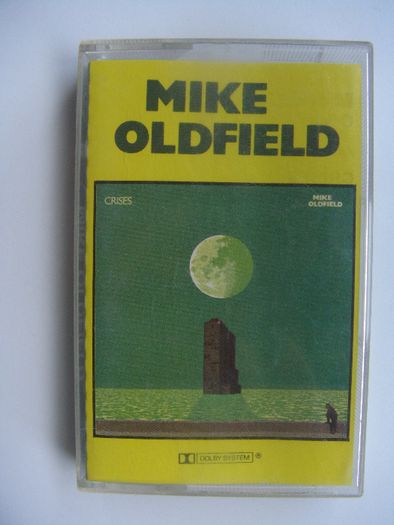 MIKE
OLDFIELD
CRISES
MIKE
OLDFIELD
DOLBY SYSTEM ®